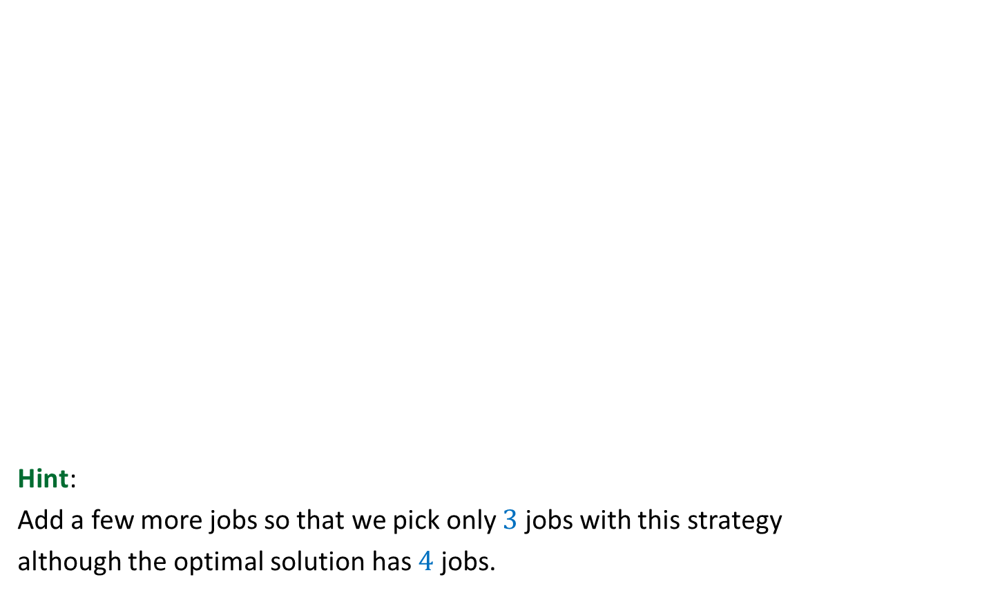 Hint:
Add a few more jobs so that we pick only 3 jobs with this strategy
although the optimal solution has 4 jobs.